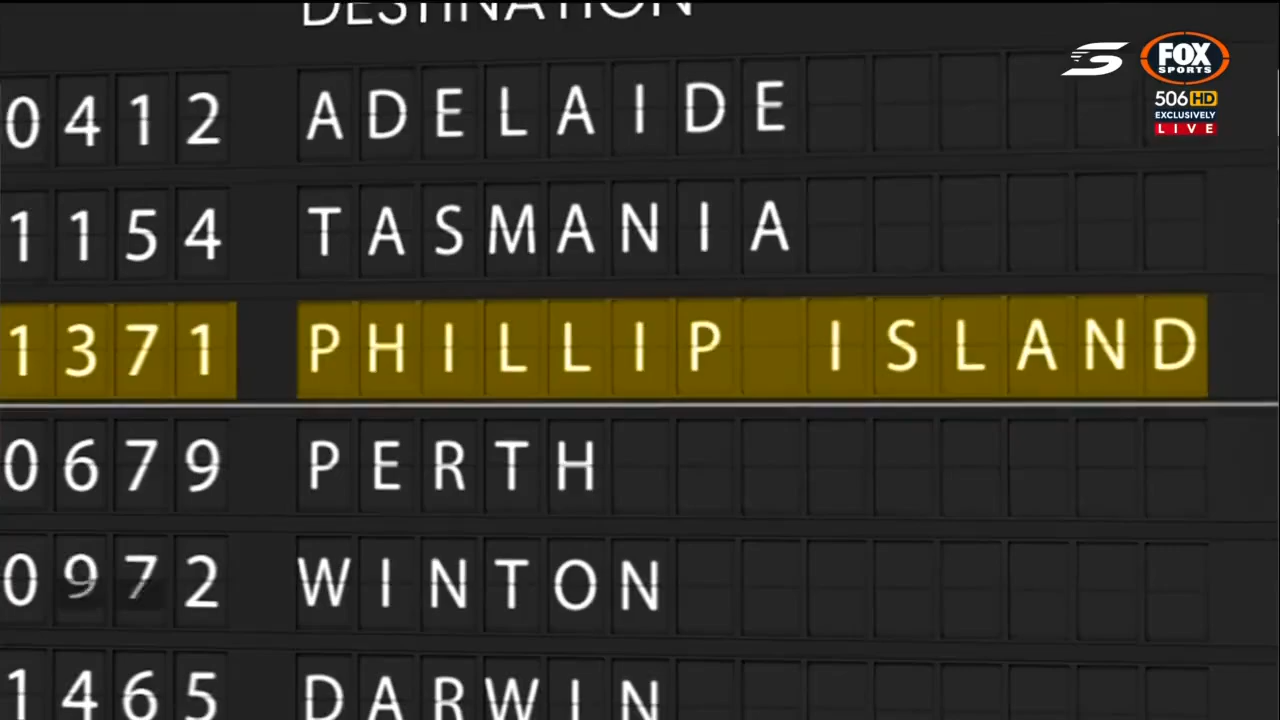 DESTINATION
0412 ADELAIDE
1154 TASMANIA
1371 PHILLIP ISLAND
0679 PERTH
0972 WINTON
1465 DARWIN
FOX
SPORTS
506 HD
EXCLUSIVELY
LIVE